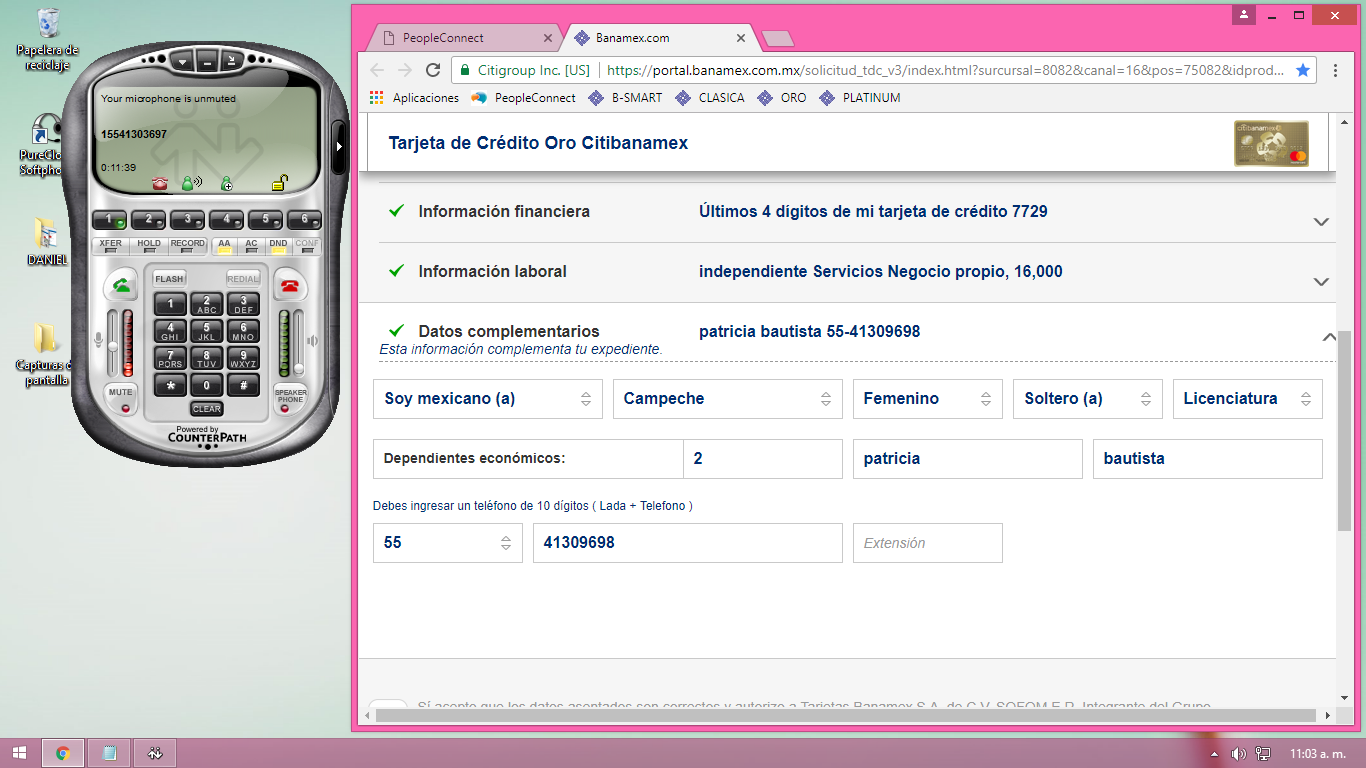 Papelera de
reciclaje
PureClo
Softpho
DANIEL
Capturas d
pantalla
Your microphone is unmuted
15541303697
0:11:39
1 2 3 4 5 6
XFER HOLD RECORD AA AC DND CONF
FLASH REDIAL
1 2 ABC 3 DEF
4 GHI 5 JKL 6 MNO
7 PQRS 8 TUV 9 WXYZ
* 0 #
MUTE
CLEAR
SPEAKER
PHONE
Powered by
COUNTERPATH
PeopleConnect
Banamex.com
Citigroup Inc. [US]
https://portal.banamex.com.mx/solicitud_tdc_v3/index.html?surcursal=8082&canal=16&pos=75082&idprod...
Aplicaciones PeopleConnect B-SMART CLASICA ORO PLATINUM
Tarjeta de Crédito Oro Citibanamex
Información financiera Últimos 4 dígitos de mi tarjeta de crédito 7729
Información laboral independiente Servicios Negocio propio, 16,000
Datos complementarios patricia bautista 55-41309698
Esta información complementa tu expediente.
Soy mexicano (a) Campeche Femenino Soltero (a) Licenciatura
Dependientes económicos: 2 patricia bautista
Debes ingresar un teléfono de 10 dígitos ( Lada + Telefono )
55 41309698 Extensión
Sí acepto que los datos asentados son correctos y autorizo a Tarjetas Banamex S.A. de C.V. SOFOM E.R. Integrante del Grupo
11:03 a. m.